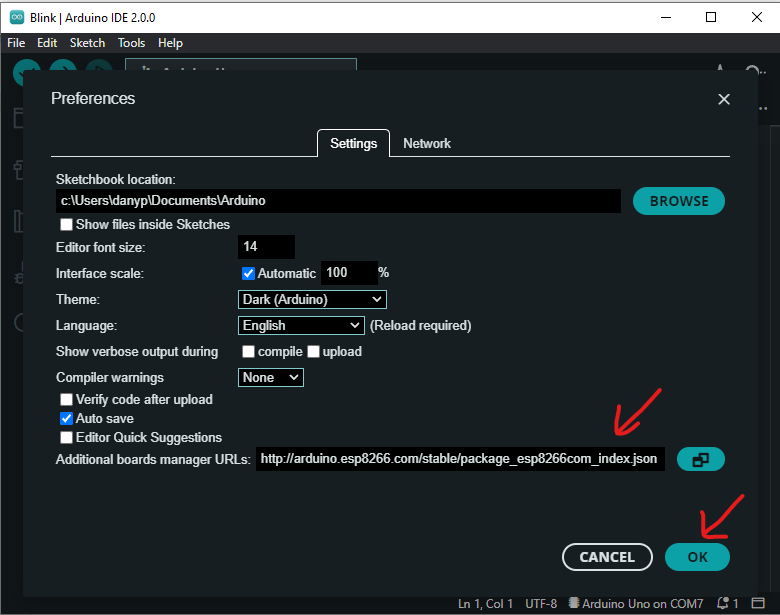 Blink | Arduino IDE 2.0.0
File Edit Sketch Tools Help
Preferences
Settings Network
Sketchbook location:
c:\Users\danyp\Documents\Arduino BROWSE
Show files inside Sketches
Editor font size: 14
Interface scale: Automatic 100 %
Theme: Dark (Arduino)
Language: English (Reload required)
Show verbose output during compile upload
Compiler warnings None
Verify code after upload
Auto save
Editor Quick Suggestions
Additional boards manager URLs: http://arduino.esp8266.com/stable/package_esp8266com_index.json
CANCEL OK
Ln 1, Col 1 UTF-8 Arduino Uno on COM7 1